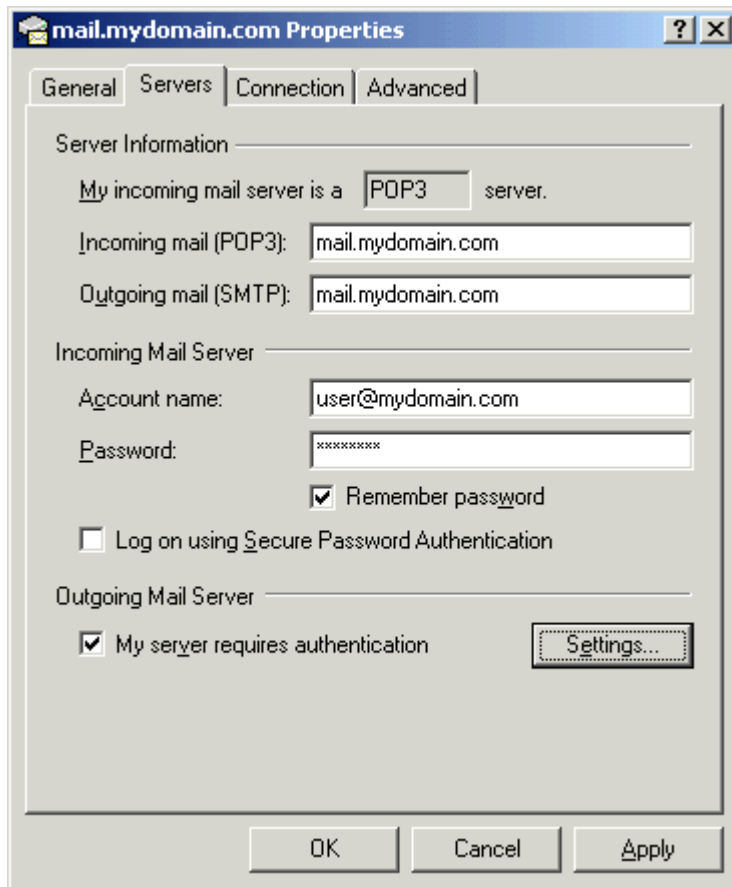 mail.mydomain.com Properties
General Servers Connection Advanced
Server Information
My incoming mail server is a POP3 server.
Incoming mail (POP3): mail.mydomain.com
Outgoing mail (SMTP): mail.mydomain.com
Incoming Mail Server
Account name: user@mydomain.com
Password: ********
Remember password
Log on using Secure Password Authentication
Outgoing Mail Server
My server requires authentication Settings...
OK Cancel Apply